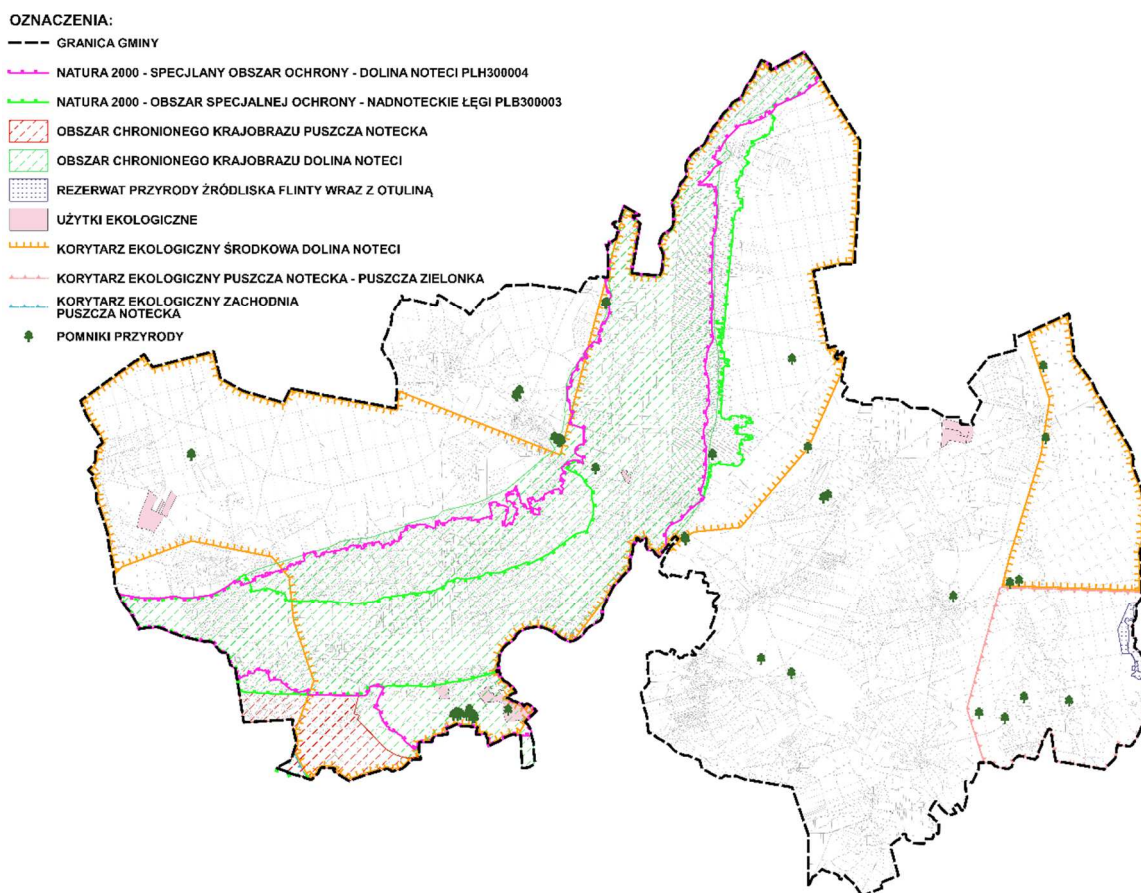 OZNACZENIA:
GRANICA GMINY
NATURA 2000 - SPECJLANY OBSZAR OCHRONY - DOLINA NOTECI PLH300004
NATURA 2000 - OBSZAR SPECJALNEJ OCHRONY - NADNOTECKIE ŁĘGI PLB300003
OBSZAR CHRONIONEGO KRAJOBRAZU PUSZCZA NOTECKA
OBSZAR CHRONIONEGO KRAJOBRAZU DOLINA NOTECI
REZERWAT PRZYRODY ŹRÓDLISKA FLINTY WRAZ Z OTULINĄ
UŻYTKI EKOLOGICZNE
KORYTARZ EKOLOGICZNY ŚRODKOWA DOLINA NOTECI
KORYTARZ EKOLOGICZNY PUSZCZA NOTECKA - PUSZCZA ZIELONKA
KORYTARZ EKOLOGICZNY ZACHODNIA
PUSZCZA NOTECKA
POMNIKI PRZYRODY